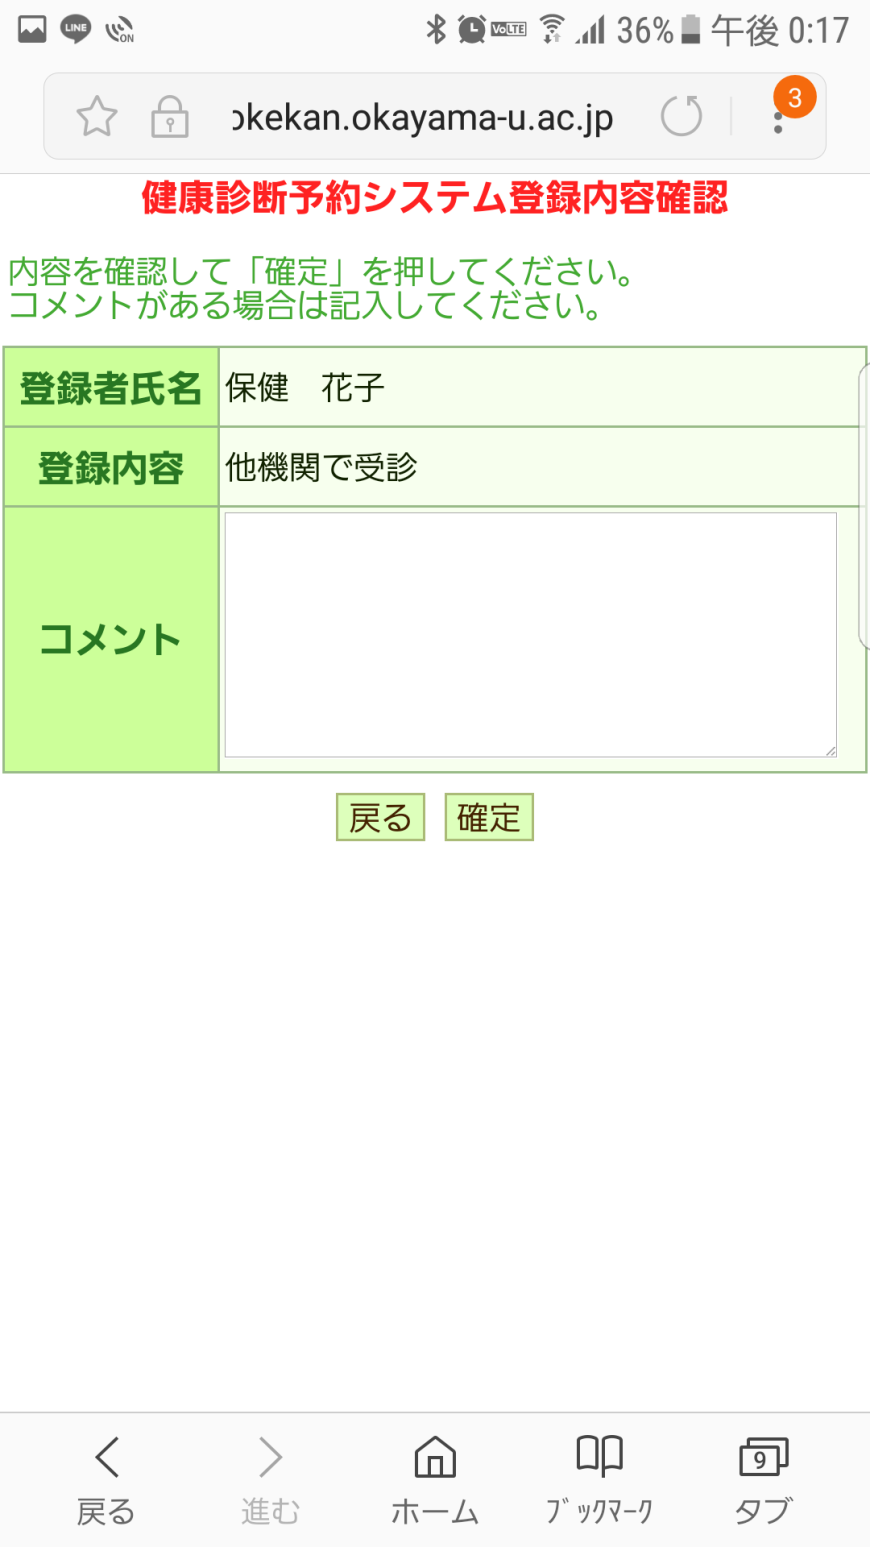 LINE
ON
VoLTE
36%
午後 0:17
okekan.okayama-u.ac.jp
3
健康診断予約システム登録内容確認
内容を確認して「確定」を押してください。
コメントがある場合は記入してください。
登録者氏名
保健　花子
登録内容
他機関で受診
コメント
戻る
確定
9
戻る
進む
ホーム
ﾌﾞｯｸﾏｰｸ
タブ